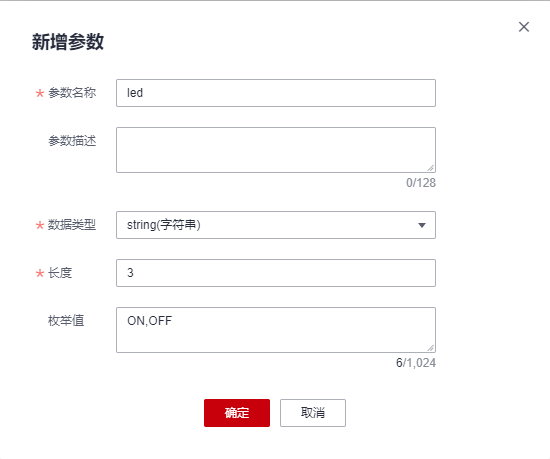 新增参数
* 参数名称 led
参数描述
0/128
* 数据类型 string(字符串)
* 长度 3
枚举值 ON,OFF
6/1,024
确定 取消